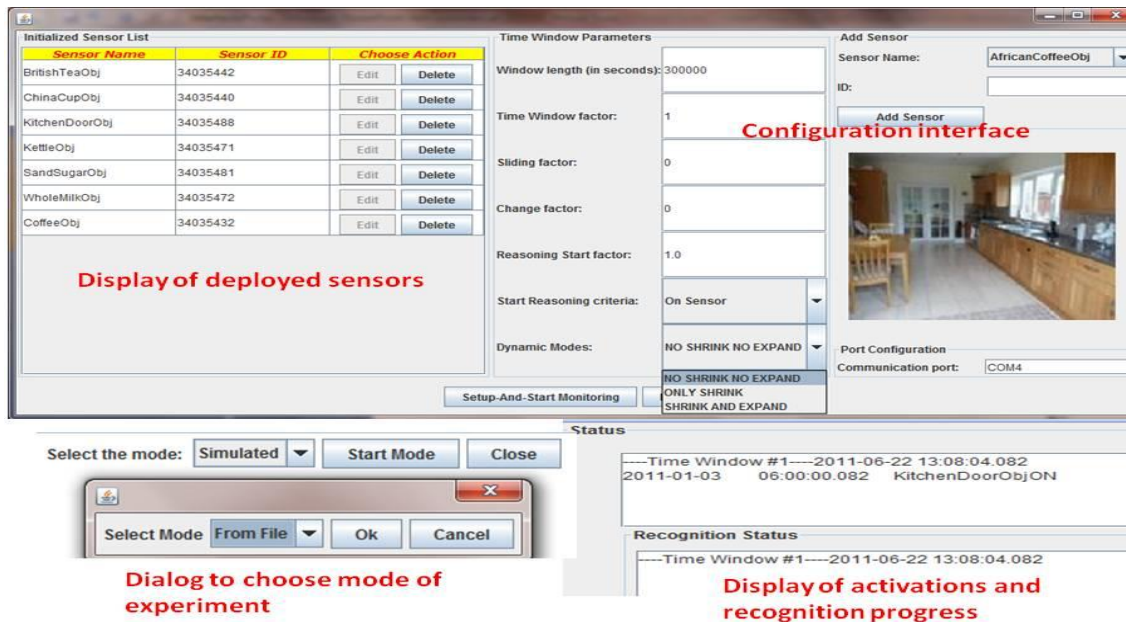 Initialized Sensor List
Sensor Name Sensor ID Choose Action
BritishTeaObj 34035442 Edit Delete
ChinaCupObj 34035440 Edit Delete
KitchenDoorObj 34035488 Edit Delete
KettleObj 34035471 Edit Delete
SandSugarObj 34035481 Edit Delete
WholeMilkObj 34035472 Edit Delete
CoffeeObj 34035432 Edit Delete
Display of deployed sensors
Time Window Parameters
Window length (in seconds): 300000
Time Window factor: 1
Sliding factor: 0
Change factor: 0
Reasoning Start factor: 1.0
Start Reasoning criteria: On Sensor
Dynamic Modes: NO SHRINK NO EXPAND
NO SHRINK NO EXPAND
ONLY SHRINK
SHRINK AND EXPAND
Setup-And-Start Monitoring
Add Sensor
Sensor Name: AfricanCoffeeObj
ID:
Add Sensor
Configuration interface
Port Configuration
Communication port: COM4
Select the mode: Simulated Start Mode Close
Select Mode From File Ok Cancel
Dialog to choose mode of
experiment
Status
----Time Window #1----2011-06-22 13:08:04.082
2011-01-03 06:00:00.082 KitchenDoorObjON
Recognition Status
----Time Window #1----2011-06-22 13:08:04.082
Display of activations and
recognition progress